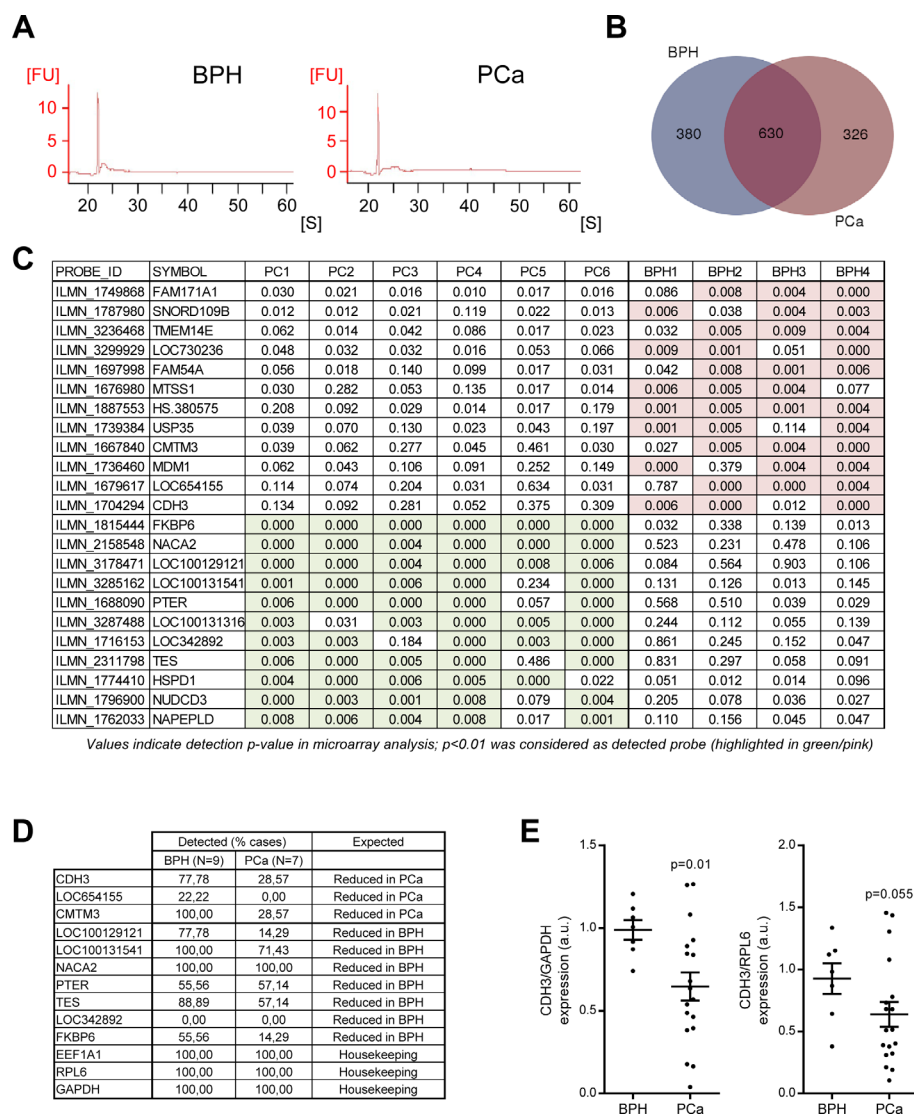 A
BPH
PCa
[FU]
[FU]
10
5
0
10
5
0
20 30 40 50 60
[S]
20 30 40 50 60
[S]
B
BPH
380
630
326
PCa
C
PROBE_ID SYMBOL PC1 PC2 PC3 PC4 PC5 PC6 BPH1 BPH2 BPH3 BPH4
ILMN_1749868 FAM171A1 0.030 0.021 0.016 0.010 0.017 0.016 0.086 0.008 0.004 0.000
ILMN_1787980 SNORD109B 0.012 0.012 0.021 0.119 0.022 0.013 0.006 0.038 0.004 0.003
ILMN_3236468 TMEM14E 0.062 0.014 0.042 0.086 0.017 0.023 0.032 0.005 0.009 0.004
ILMN_3299929 LOC730236 0.048 0.032 0.032 0.016 0.053 0.066 0.009 0.001 0.051 0.000
ILMN_1697998 FAM54A 0.056 0.018 0.140 0.099 0.017 0.031 0.042 0.008 0.001 0.006
ILMN_1676980 MTSS1 0.030 0.282 0.053 0.135 0.017 0.014 0.006 0.005 0.004 0.077
ILMN_1887553 HS.380575 0.208 0.092 0.029 0.014 0.017 0.179 0.001 0.005 0.001 0.004
ILMN_1739384 USP35 0.039 0.070 0.130 0.023 0.043 0.197 0.001 0.005 0.114 0.004
ILMN_1667840 CMTM3 0.039 0.062 0.277 0.045 0.461 0.030 0.027 0.005 0.004 0.000
ILMN_1736460 MDM1 0.062 0.043 0.106 0.091 0.252 0.149 0.000 0.379 0.004 0.004
ILMN_1679617 LOC654155 0.114 0.074 0.204 0.031 0.634 0.031 0.787 0.000 0.000 0.004
ILMN_1704294 CDH3 0.134 0.092 0.281 0.052 0.375 0.309 0.006 0.000 0.012 0.000
ILMN_1815444 FKBP6 0.000 0.000 0.000 0.000 0.000 0.000 0.032 0.338 0.139 0.013
ILMN_2158548 NACA2 0.000 0.000 0.004 0.000 0.000 0.000 0.523 0.231 0.478 0.106
ILMN_3178471 LOC100129121 0.000 0.000 0.004 0.000 0.008 0.006 0.084 0.564 0.903 0.106
ILMN_3285162 LOC100131541 0.001 0.006 0.000 0.000 0.234 0.000 0.131 0.126 0.013 0.145
ILMN_1688090 PTER 0.006 0.000 0.000 0.000 0.057 0.000 0.568 0.510 0.039 0.029
ILMN_3287488 LOC100131316 0.003 0.031 0.003 0.000 0.005 0.000 0.244 0.112 0.055 0.139
ILMN_1716153 LOC342892 0.003 0.003 0.184 0.000 0.003 0.000 0.861 0.245 0.152 0.047
ILMN_2311798 TES 0.006 0.000 0.005 0.000 0.486 0.000 0.831 0.297 0.058 0.091
ILMN_1774410 HSPD1 0.004 0.000 0.006 0.005 0.000 0.022 0.051 0.012 0.014 0.096
ILMN_1796900 NUDCD3 0.000 0.003 0.001 0.008 0.079 0.004 0.205 0.078 0.036 0.027
ILMN_1762033 NAPEPLD 0.008 0.006 0.004 0.008 0.017 0.001 0.110 0.156 0.045 0.047
Values indicate detection p-value in microarray analysis; p<0.01 was considered as detected probe (highlighted in green/pink)
D
Detected (% cases) Expected
BPH (N=9) PCa (N=7)
CDH3 77,78 28,57 Reduced in PCa
LOC654155 22,22 0,00 Reduced in PCa
CMTM3 100,00 28,57 Reduced in PCa
LOC100129121 77,78 14,29 Reduced in BPH
LOC100131541 100,00 71,43 Reduced in BPH
NACA2 100,00 100,00 Reduced in BPH
PTER 55,56 57,14 Reduced in BPH
TES 88,89 57,14 Reduced in BPH
LOC342892 0,00 0,00 Reduced in BPH
FKBP6 55,56 14,29 Reduced in BPH
EEF1A1 100,00 100,00 Housekeeping
RPL6 100,00 100,00 Housekeeping
GAPDH 100,00 100,00 Housekeeping
E
CDH3/GAPDH
expression (a.u.)
1.5
1.0
0.5
0.0
p=0.01
BPH PCa
CDH3/RPL6
expression (a.u.)
2.0
1.5
1.0
0.5
0.0
p=0.055
BPH PCa